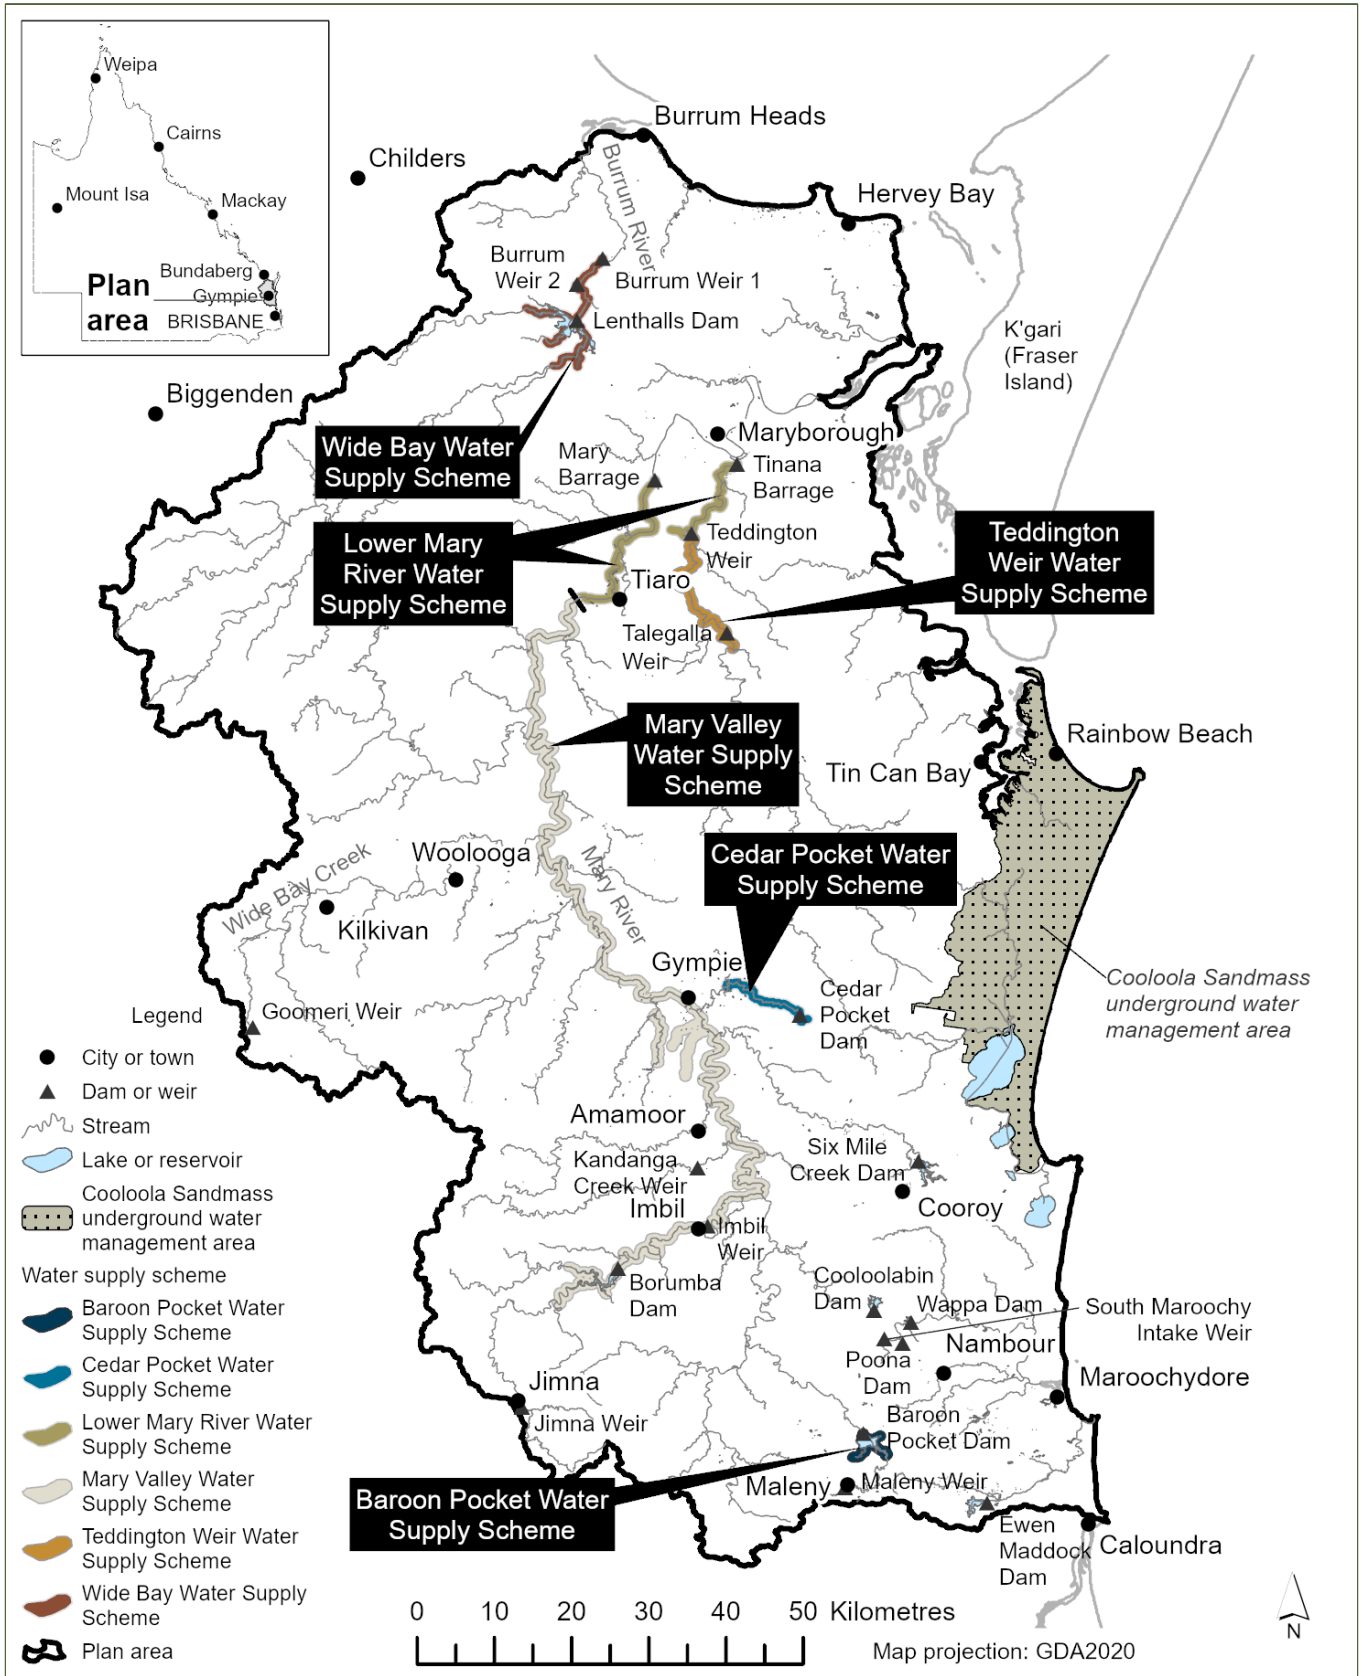 Weipa
Cairns
Mount Isa
Mackay
Bundaberg
Plan
area
Gympie
BRISBANE
Burrum Heads
Childers
Burrum River
Hervey Bay
Burrum
Weir 2
Burrum Weir 1
Lenthalls Dam
K'gari
(Fraser
Island)
Biggenden
Wide Bay Water
Supply Scheme
Maryborough
Mary
Barrage
Tinana
Barrage
Lower Mary
River Water
Supply Scheme
Teddington
Weir
Teddington
Weir Water
Supply Scheme
Tiaro
Talegalla
Weir
Mary Valley
Water Supply
Scheme
Rainbow Beach
Tin Can Bay
Woolooga
Wide Bay Creek
Kilkivan
Mary River
Cedar Pocket Water
Supply Scheme
Gympie
Cedar
Pocket
Dam
Cooloola Sandmass
underground water
management area
Goomeri Weir
Amamoor
Kandanga
Creek Weir
Six Mile
Creek Dam
Cooroy
Imbil
Imbil
Weir
Borumba
Dam
Cooloolabin
Dam
Wappa Dam
South Maroochy
Intake Weir
Nambour
Poona
Dam
Maroochydore
Jimna
Jimna Weir
Baroon
Pocket Dam
Maleny
Maleny Weir
Baroon Pocket Water
Supply Scheme
Ewen
Maddock
Dam
Caloundra
Legend
City or town
Dam or weir
Stream
Lake or reservoir
Cooloola Sandmass
underground water
management area
Water supply scheme
Baroon Pocket Water
Supply Scheme
Cedar Pocket Water
Supply Scheme
Lower Mary River Water
Supply Scheme
Mary Valley Water
Supply Scheme
Teddington Weir Water
Supply Scheme
Wide Bay Water Supply
Scheme
Plan area
0 10 20 30 40 50 Kilometres
Map projection: GDA2020
N